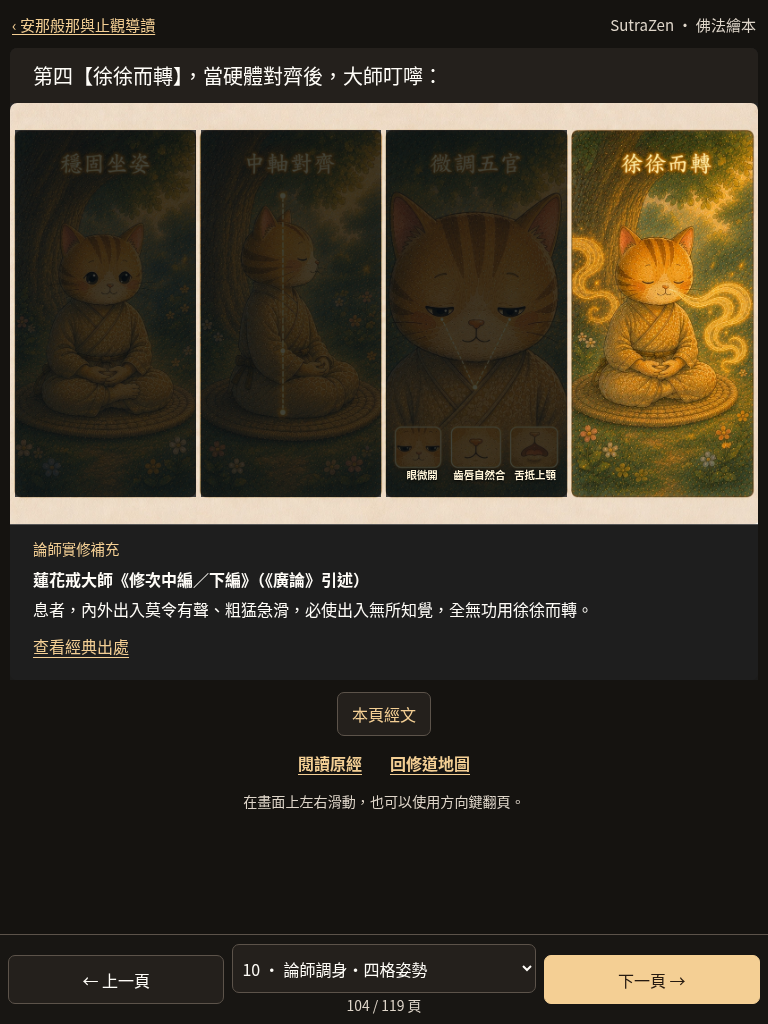 ‹ 安那般那與止觀導讀
SutraZen ・ 佛法繪本
第四【徐徐而轉】，當硬體對齊後，大師叮嚀：
穩固坐姿
中軸對齊
微調五官
徐徐而轉
眼微開
齒唇自然合
舌抵上顎
論師實修補充
蓮花戒大師《修次中編／下編》（《廣論》引述）
息者，內外出入莫令有聲、粗猛急滑，必使出入無所知覺，全無功用徐徐而轉。
查看經典出處
本頁經文
閱讀原經
回修道地圖
在畫面上左右滑動，也可以使用方向鍵翻頁。
← 上一頁
10 ・ 論師調身・四格姿勢
下一頁 →
104 / 119 頁